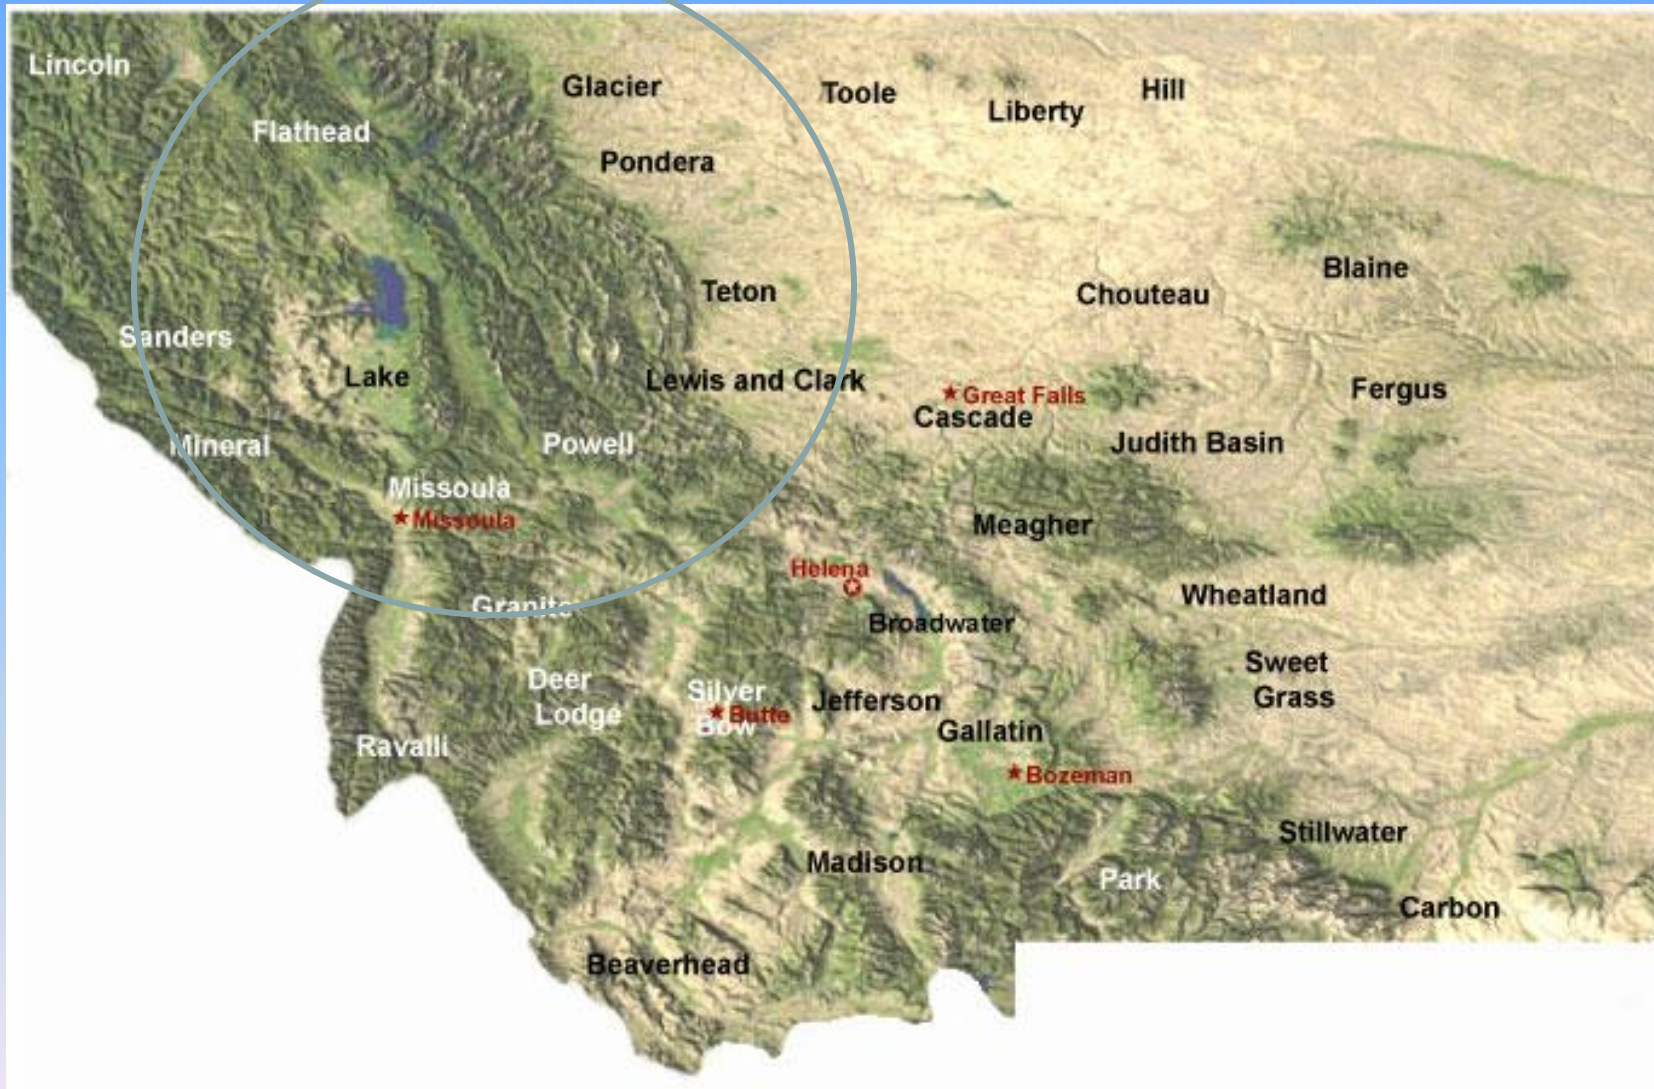 Lincoln
Glacier
Toole
Hill
Liberty
Flathead
Pondera
Blaine
Teton
Chouteau
Sanders
Lake
Lewis and Clark
Great Falls
Fergus
Cascade
Mineral
Powell
Judith Basin
Missoula
Missoula
Meagher
Helena
Granite
Wheatland
Broadwater
Sweet
Grass
Deer
Lodge
Silver
Bow
Butte
Jefferson
Gallatin
Ravalli
Bozeman
Stillwater
Madison
Park
Carbon
Beaverhead